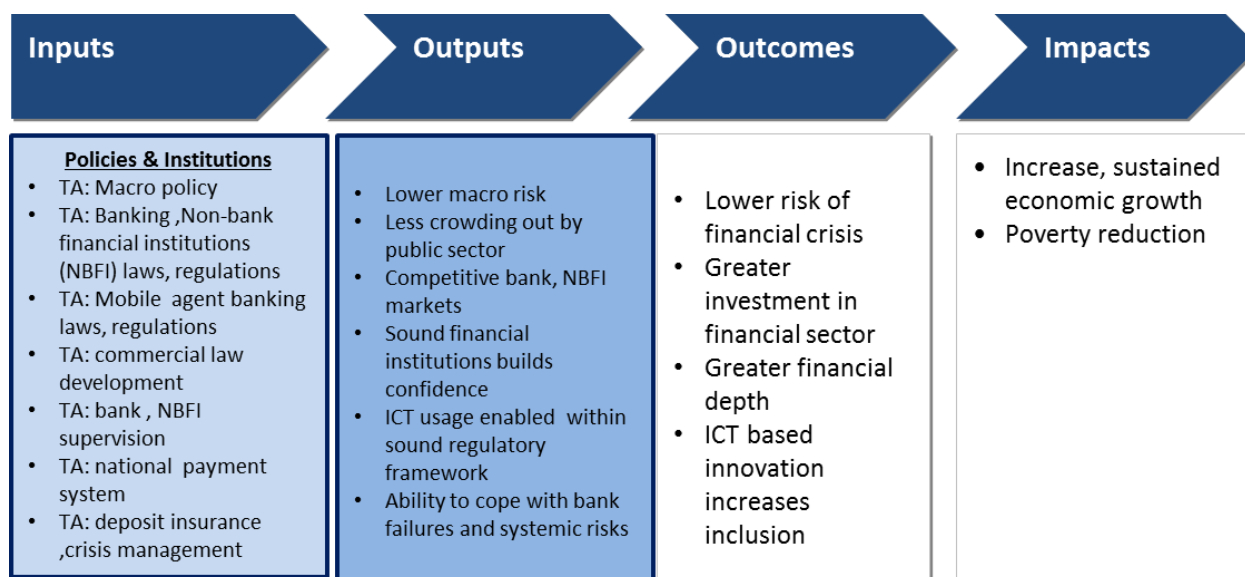 Inputs
Outputs
Outcomes
Impacts
Policies & Institutions
• TA: Macro policy
• TA: Banking ,Non-bank
financial institutions
(NBFI) laws, regulations
• TA: Mobile agent banking
laws, regulations
• TA: commercial law
development
• TA: bank , NBFI
supervision
• TA: national payment
system
• TA: deposit insurance
,crisis management
• Lower macro risk
• Less crowding out by
public sector
• Competitive bank, NBFI
markets
• Sound financial
institutions builds
confidence
• ICT usage enabled within
sound regulatory
framework
• Ability to cope with bank
failures and systemic risks
• Lower risk of
financial crisis
• Greater
investment in
financial sector
• Greater financial
depth
• ICT based
innovation
increases
inclusion
• Increase, sustained
economic growth
• Poverty reduction